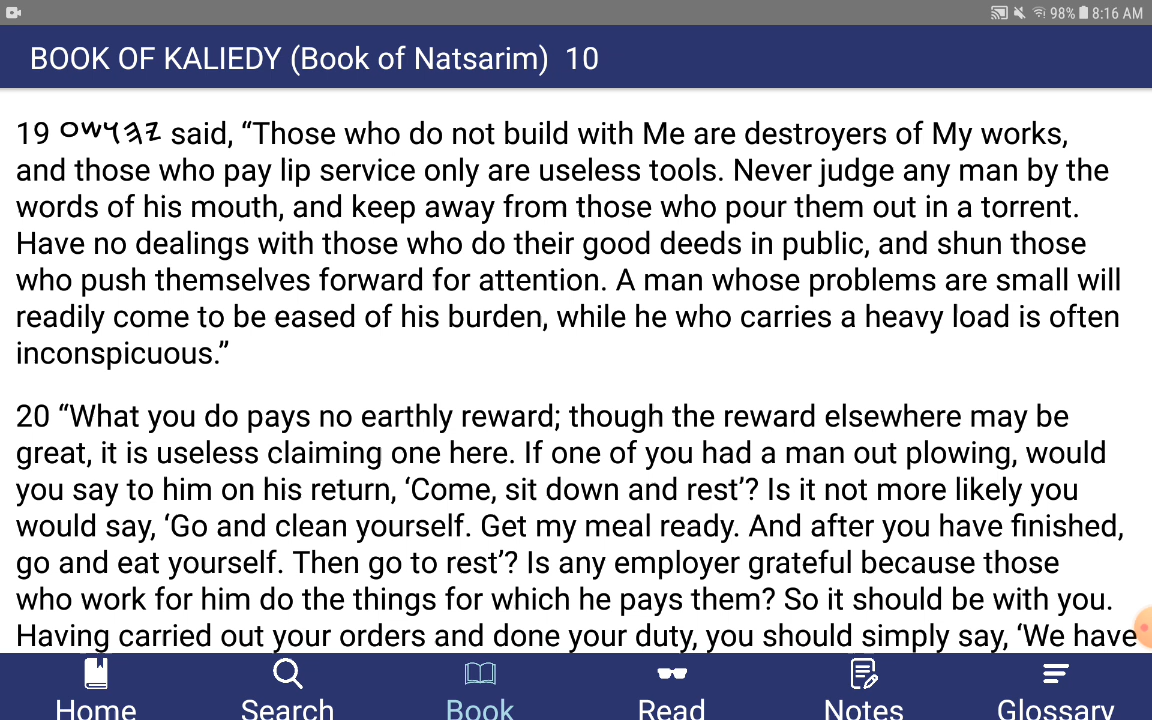 98% 8:16 AM
BOOK OF KALIEDY (Book of Natsarim) 10
19 𐤉𐤄𐤅𐤔𐤏 said, “Those who do not build with Me are destroyers of My works,
and those who pay lip service only are useless tools. Never judge any man by the
words of his mouth, and keep away from those who pour them out in a torrent.
Have no dealings with those who do their good deeds in public, and shun those
who push themselves forward for attention. A man whose problems are small will
readily come to be eased of his burden, while he who carries a heavy load is often
inconspicuous.”
20 “What you do pays no earthly reward; though the reward elsewhere may be
great, it is useless claiming one here. If one of you had a man out plowing, would
you say to him on his return, ‘Come, sit down and rest’? Is it not more likely you
would say, ‘Go and clean yourself. Get my meal ready. And after you have finished,
go and eat yourself. Then go to rest’? Is any employer grateful because those
who work for him do the things for which he pays them? So it should be with you.
Having carried out your orders and done your duty, you should simply say, ‘We have
Home Search Book Read Notes Glossary